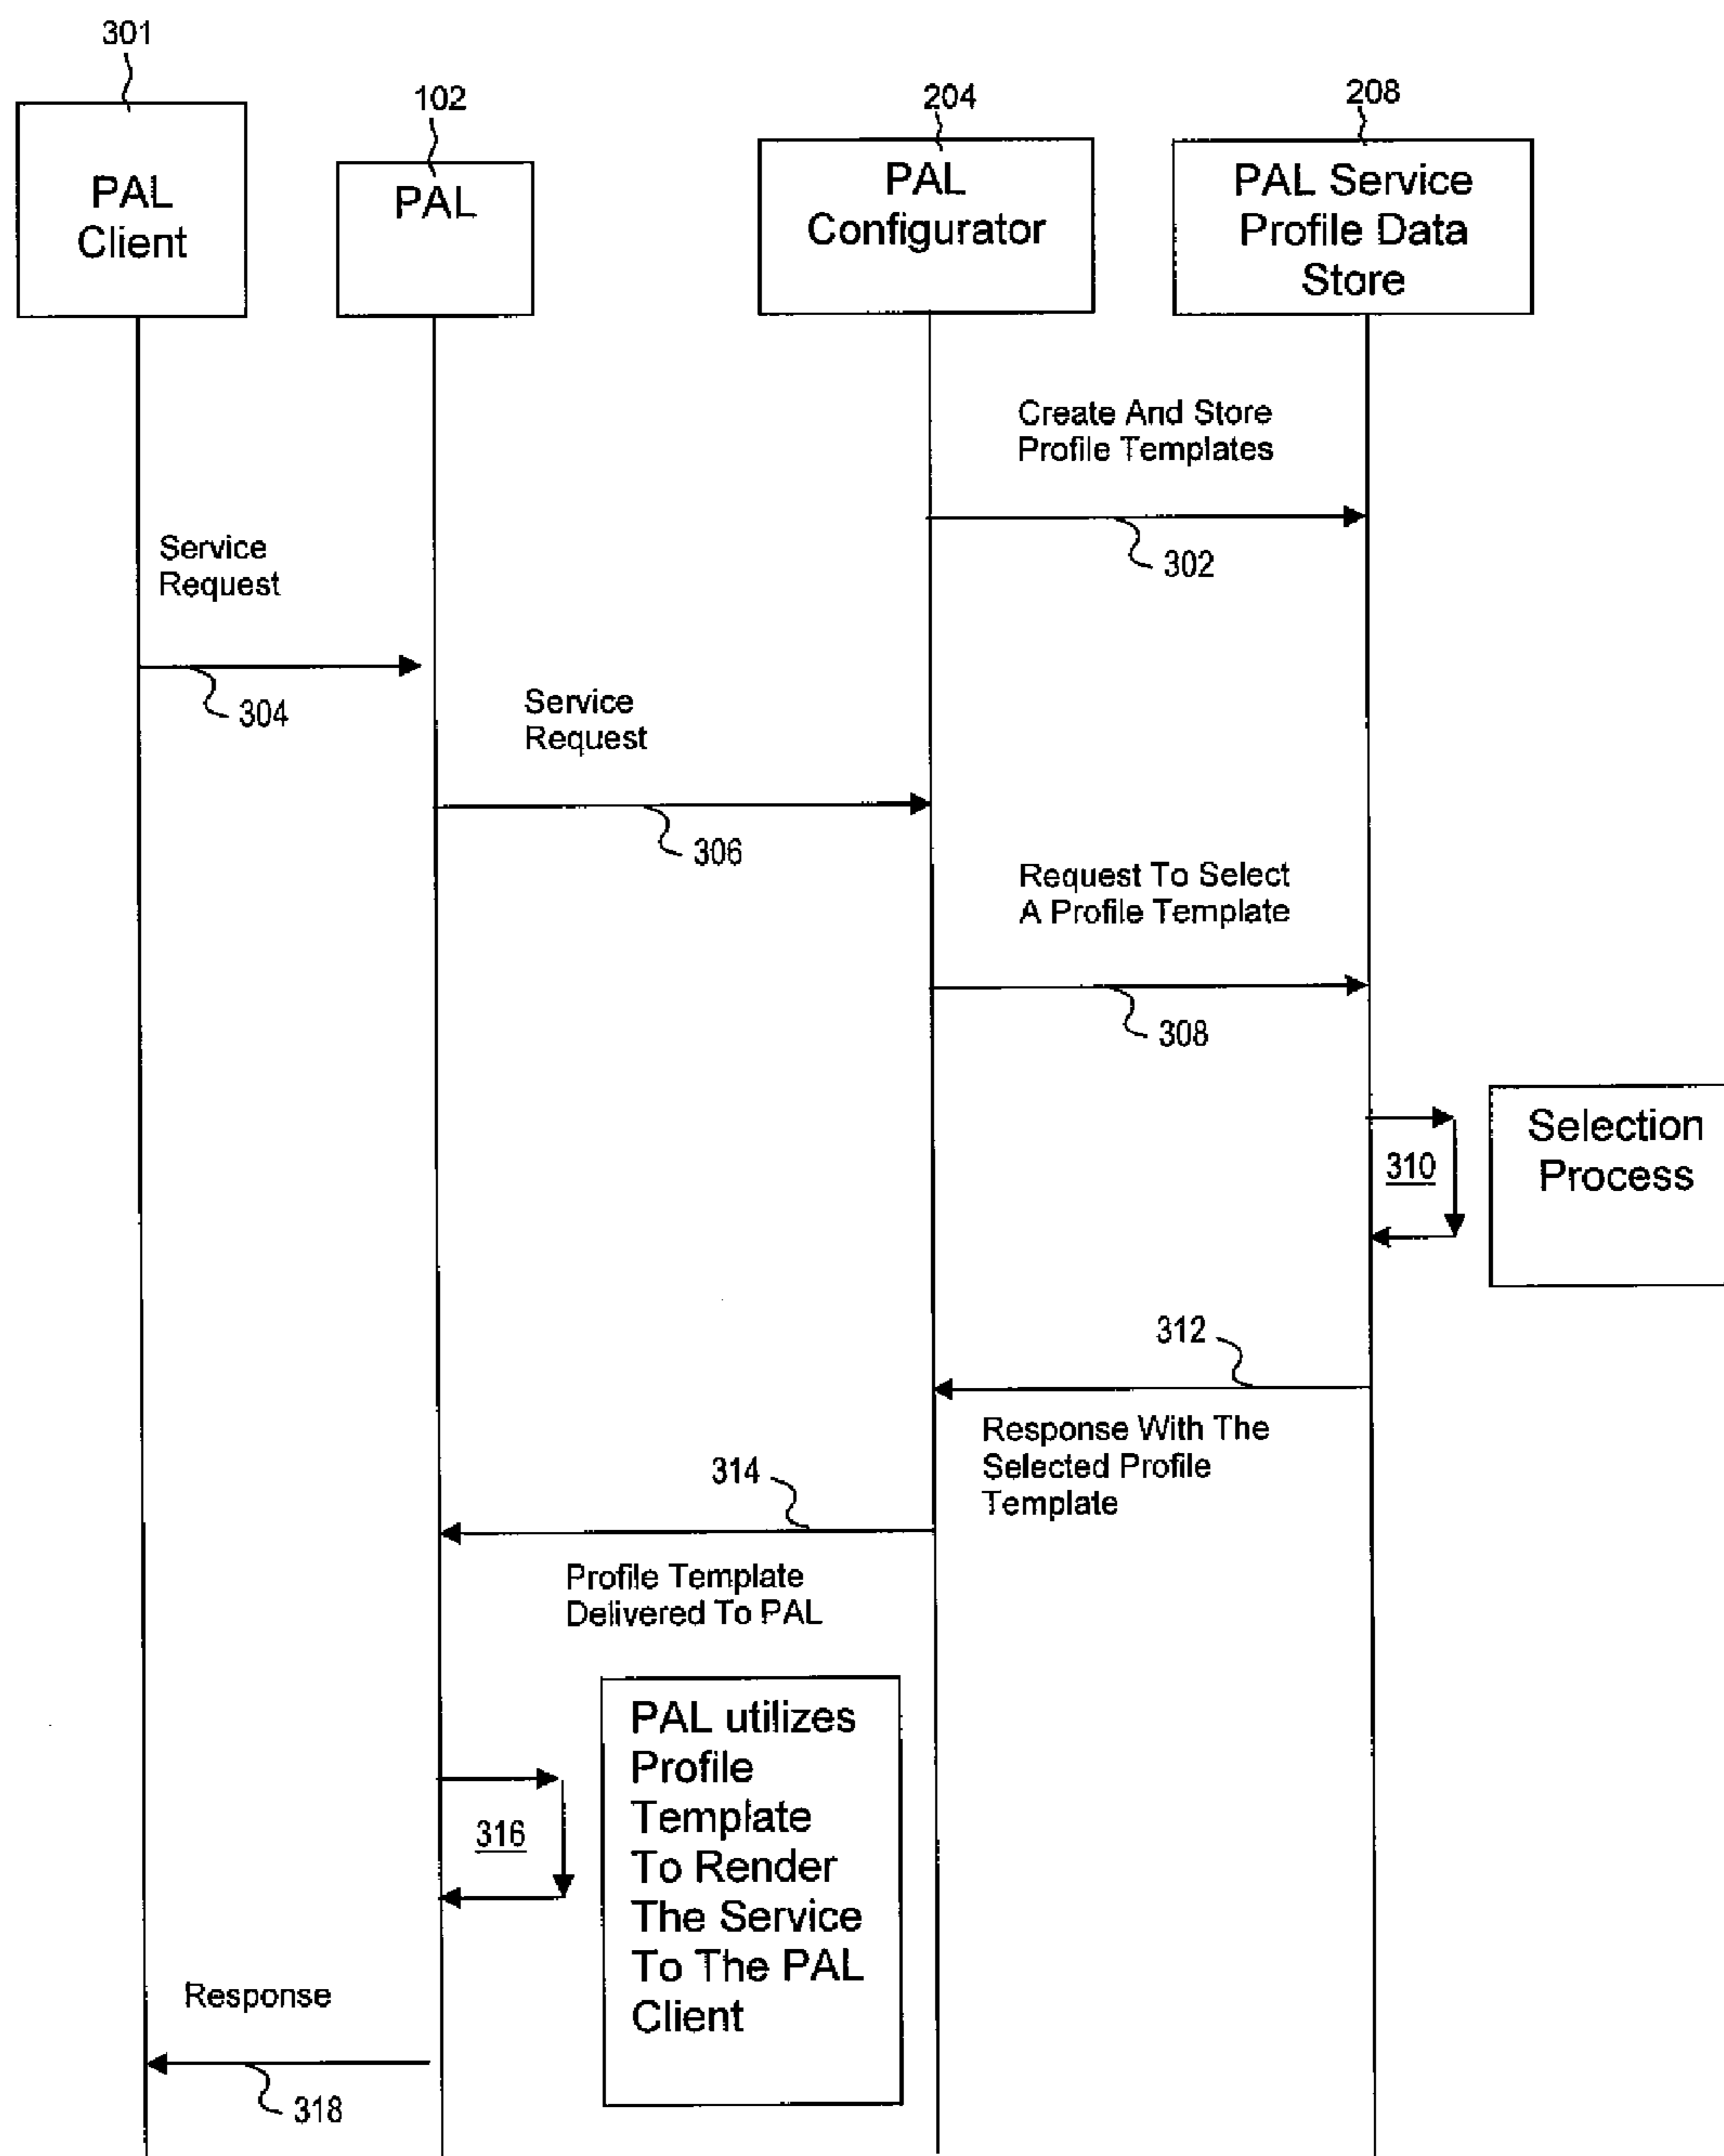 301
102
204
208
PAL
Client
PAL
PAL
Configurator
PAL Service
Profile Data
Store
Create And Store
Profile Templates
302
Service
Request
304
Service
Request
306
Request To Select
A Profile Template
308
310
Selection
Process
312
Response With The
Selected Profile
Template
314
Profile Template
Delivered To PAL
316
PAL utilizes
Profile
Template
To Render
The Service
To The PAL
Client
Response
318